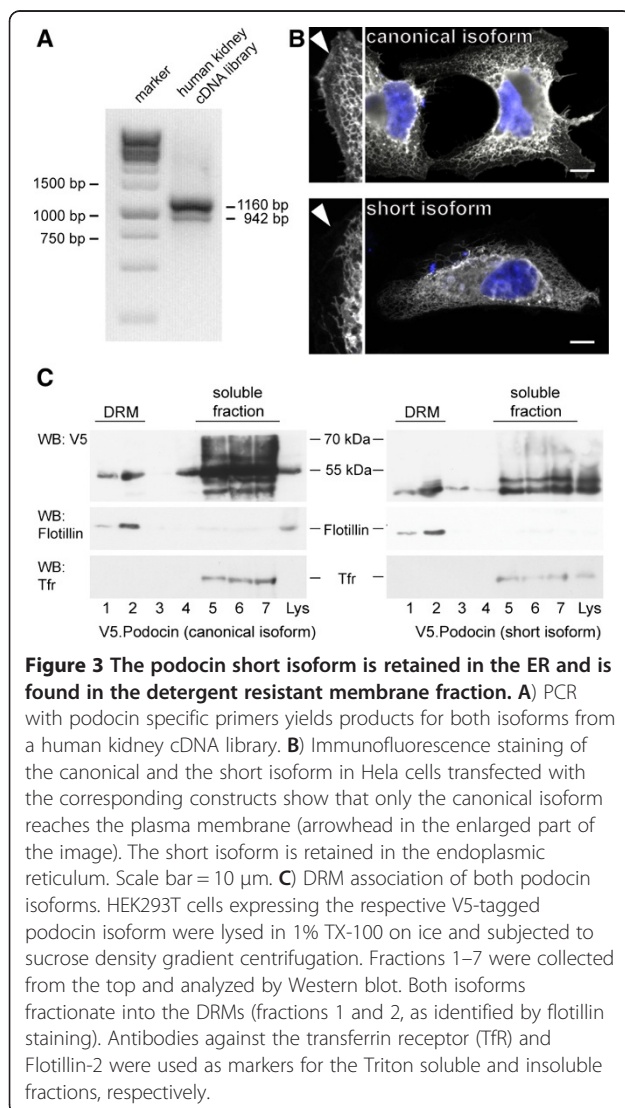 A
B
marker
human kidney
cDNA library
canonical isoform
1500 bp
1000 bp
750 bp
1160 bp
942 bp
short isoform
C
DRM
soluble
fraction
DRM
soluble
fraction
WB: V5
70 kDa
55 kDa
WB:
Flotillin
Flotillin
WB:
Tfr
Tfr
1 2 3 4 5 6 7 Lys
1 2 3 4 5 6 7 Lys
V5.Podocin (canonical isoform)
V5.Podocin (short isoform)
Figure 3 The podocin short isoform is retained in the ER and is
found in the detergent resistant membrane fraction. A) PCR
with podocin specific primers yields products for both isoforms from
a human kidney cDNA library. B) Immunofluorescence staining of
the canonical and the short isoform in Hela cells transfected with
the corresponding constructs show that only the canonical isoform
reaches the plasma membrane (arrowhead in the enlarged part of
the image). The short isoform is retained in the endoplasmic
reticulum. Scale bar = 10 μm. C) DRM association of both podocin
isoforms. HEK293T cells expressing the respective V5-tagged
podocin isoform were lysed in 1% TX-100 on ice and subjected to
sucrose density gradient centrifugation. Fractions 1–7 were collected
from the top and analyzed by Western blot. Both isoforms
fractionate into the DRMs (fractions 1 and 2, as identified by flotillin
staining). Antibodies against the transferrin receptor (TfR) and
Flotillin-2 were used as markers for the Triton soluble and insoluble
fractions, respectively.